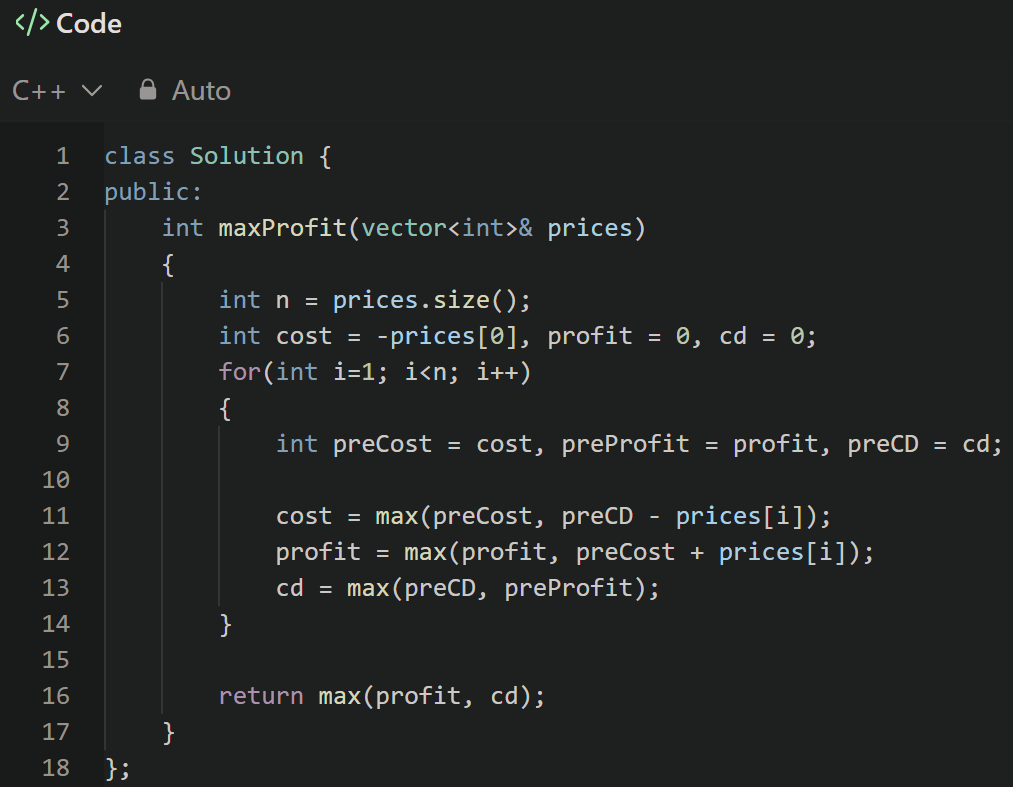 </> Code
C++ Auto
1 class Solution {
2 public:
3     int maxProfit(vector<int>& prices)
4     {
5         int n = prices.size();
6         int cost = -prices[0], profit = 0, cd = 0;
7         for(int i=1; i<n; i++)
8         {
9             int preCost = cost, preProfit = profit, preCD = cd;
10
11             cost = max(preCost, preCD - prices[i]);
12             profit = max(profit, preCost + prices[i]);
13             cd = max(preCD, preProfit);
14         }
15
16         return max(profit, cd);
17     }
18 };